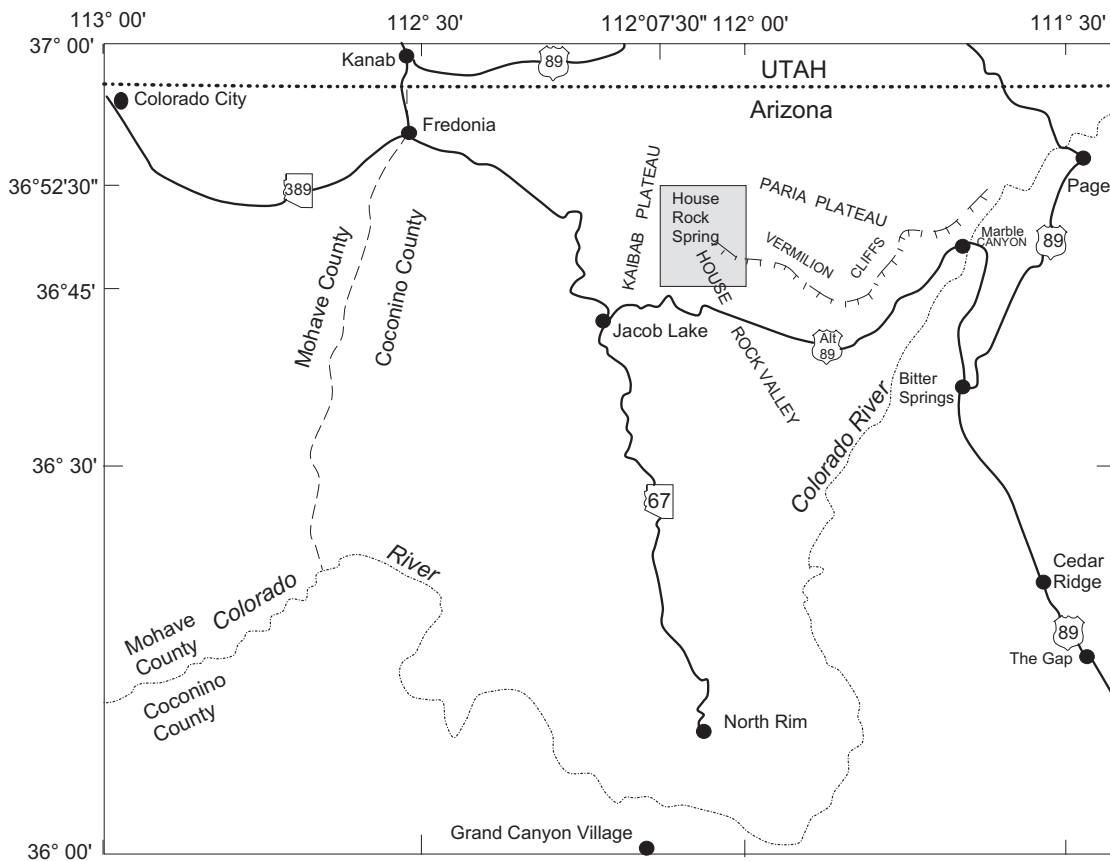 113° 00'
112° 30'
112°07'30"
112° 00'
111° 30'
37° 00'
Kanab
89
UTAH
Arizona
Colorado City
Fredonia
Page
36°52'30"
389
KAIBAB PLATEAU
House
Rock
Spring
PARIA PLATEAU
VERMILION
CLIFFS
Marble
CANYON
89
Mohave County
Coconino County
36°45'
HOUSE
ROCK VALLEY
Jacob Lake
Alt
89
Bitter
Springs
Colorado River
36° 30'
67
Colorado
River
Cedar
Ridge
Mohave
County
89
The Gap
Coconino
County
North Rim
Grand Canyon Village
36° 00'